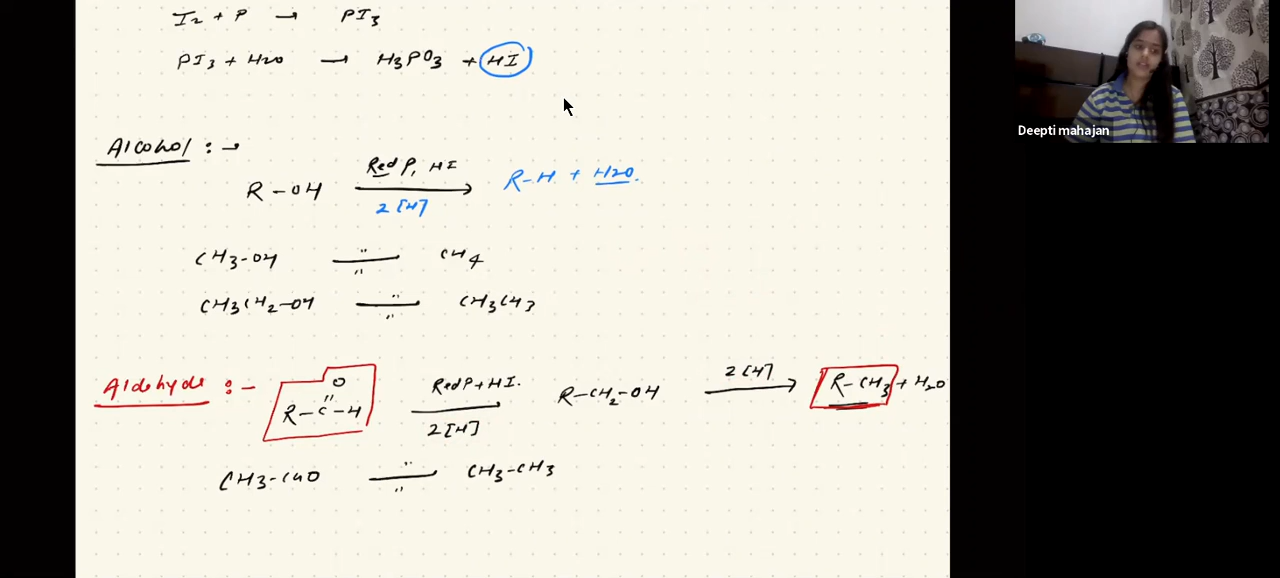 I2 + P → PI3
PI3 + H2O → H3PO3 + HI
Deepti mahajan
Alcohol :→
R-OH Red P, HI 2[H] → R-H + H2O.
CH3-OH " " CH4
CH3CH2-OH " " CH3CH3
Aldehyde :-
O
R-C-H Red P + HI. 2[H] R-CH2-OH 2[H] → R-CH3 + H2O
CH3-CHO " " CH3-CH3